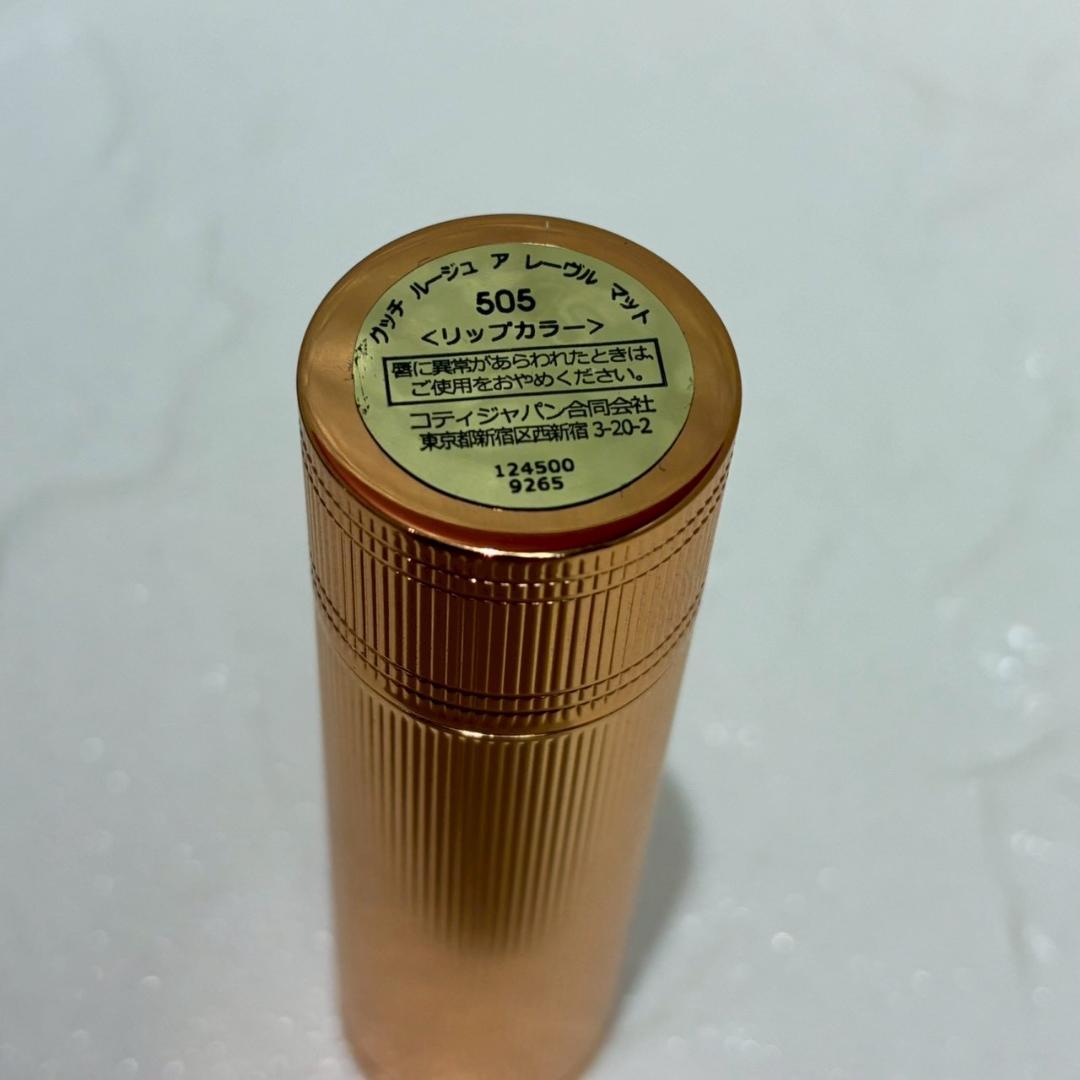 グッチ ルージュ ア レーヴル マット
505
<リップカラー>
唇に異常があらわれたときは、
ご使用をおやめください。
コティジャパン合同会社
東京都新宿区西新宿 3-20-2
124500
9265